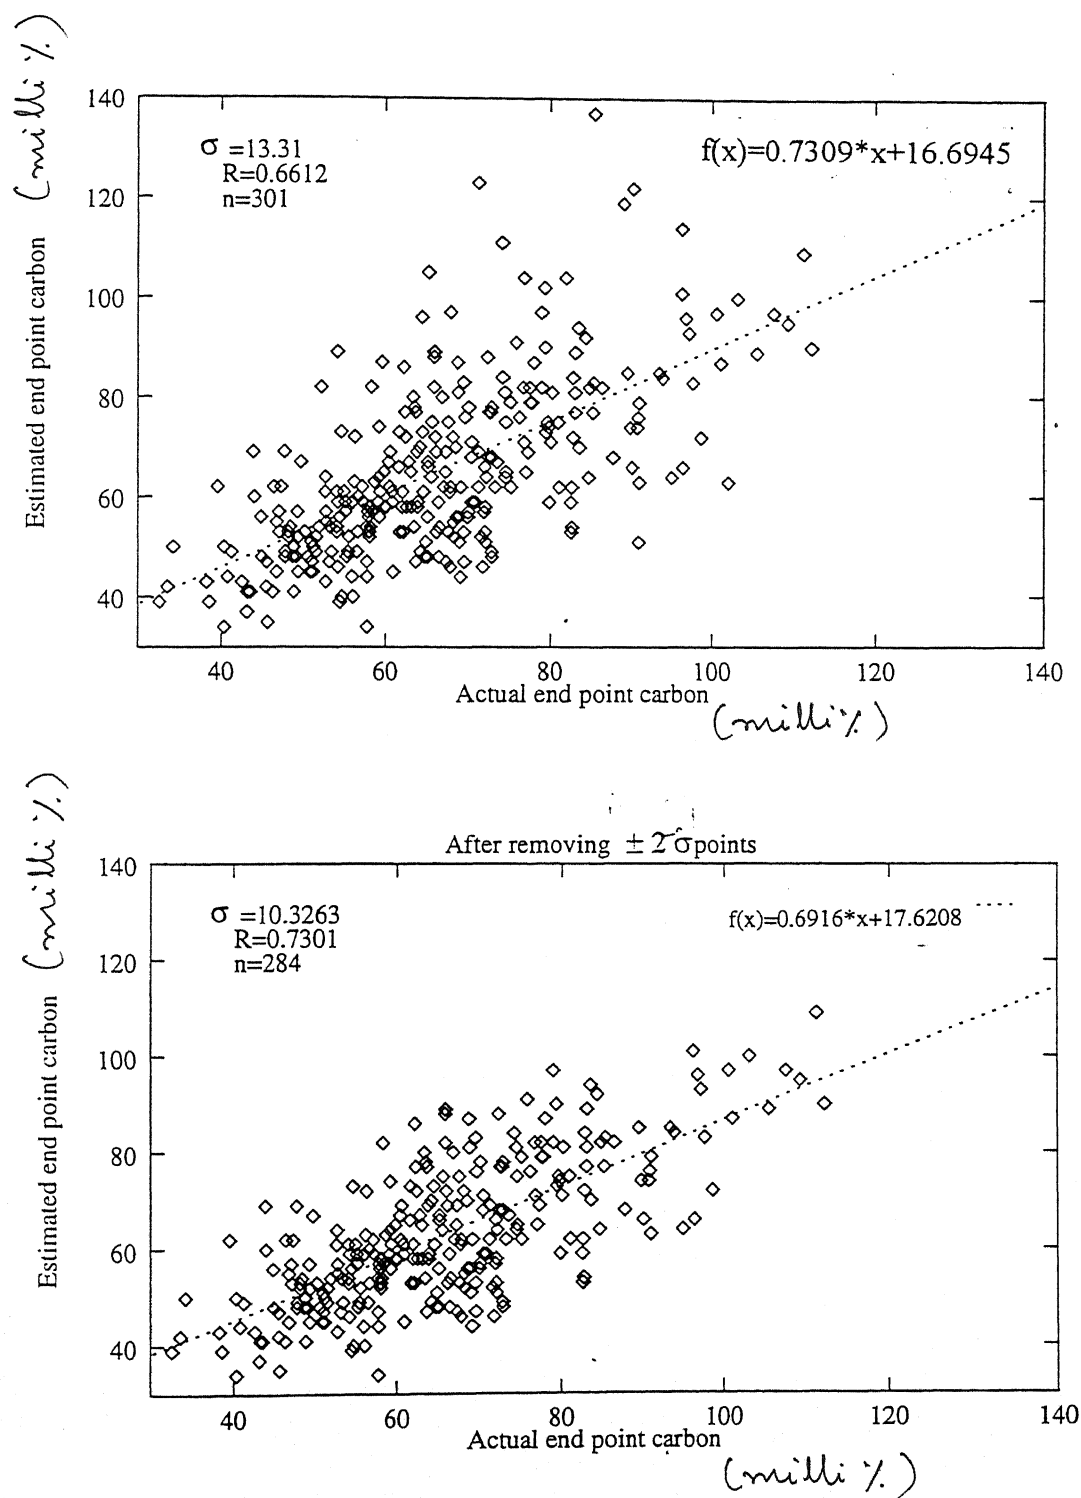 Estimated end point carbon (milli %)
140
120
100
80
60
40
σ =13.31
R=0.6612
n=301
f(x)=0.7309*x+16.6945
40 60 80 100 120 140
Actual end point carbon
(milli %)
After removing ± 2 σ points
Estimated end point carbon (milli %)
140
120
100
80
60
40
σ =10.3263
R=0.7301
n=284
f(x)=0.6916*x+17.6208
40 60 80 100 120 140
Actual end point carbon
(milli %)